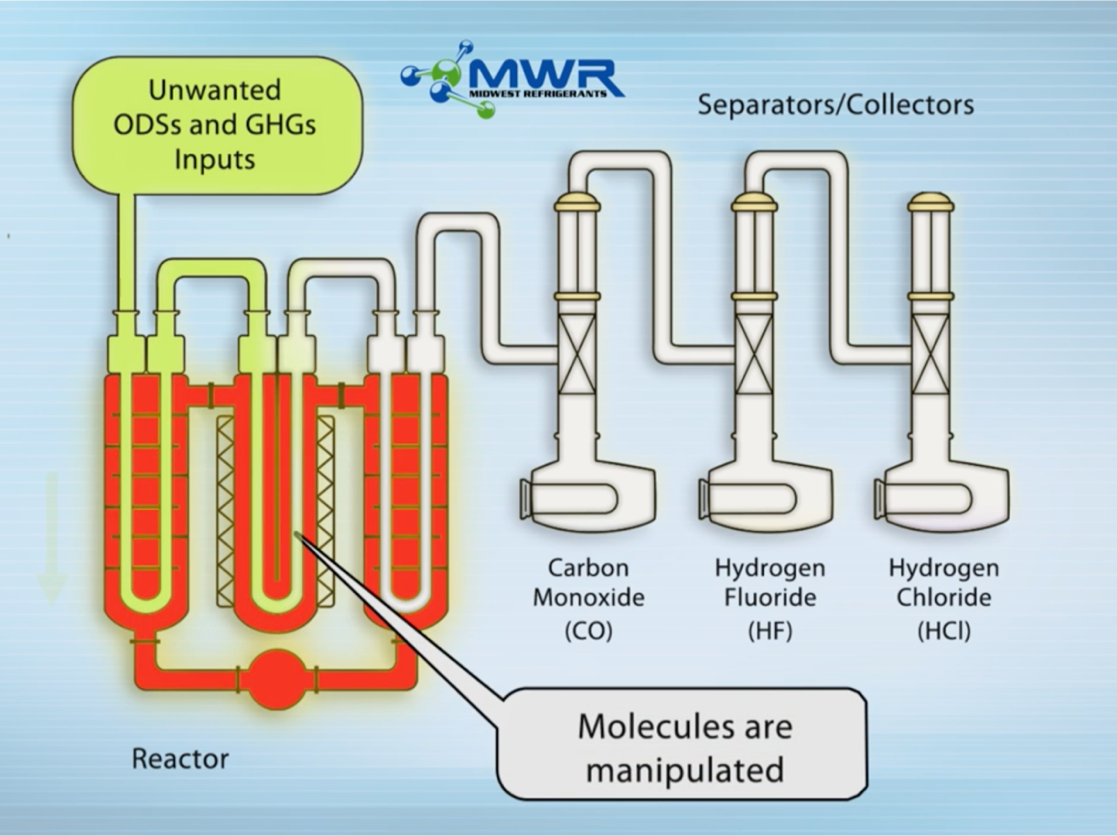 Unwanted
ODSs and GHGs
Inputs
MWR
MIDWEST REFRIGERANTS
Separators/Collectors
Carbon
Monoxide
(CO)
Hydrogen
Fluoride
(HF)
Hydrogen
Chloride
(HCl)
Molecules are
manipulated
Reactor